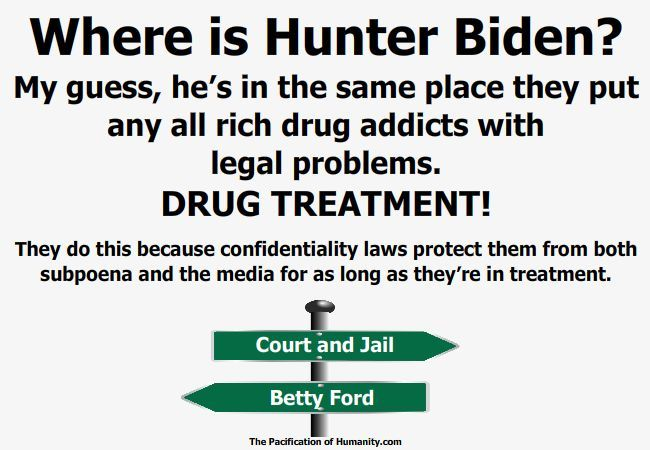 Where is Hunter Biden?
My guess, he's in the same place they put
any all rich drug addicts with
legal problems.
DRUG TREATMENT!
They do this because confidentiality laws protect them from both
subpoena and the media for as long as they're in treatment.
Court and Jail
Betty Ford
The Pacification of Humanity.com